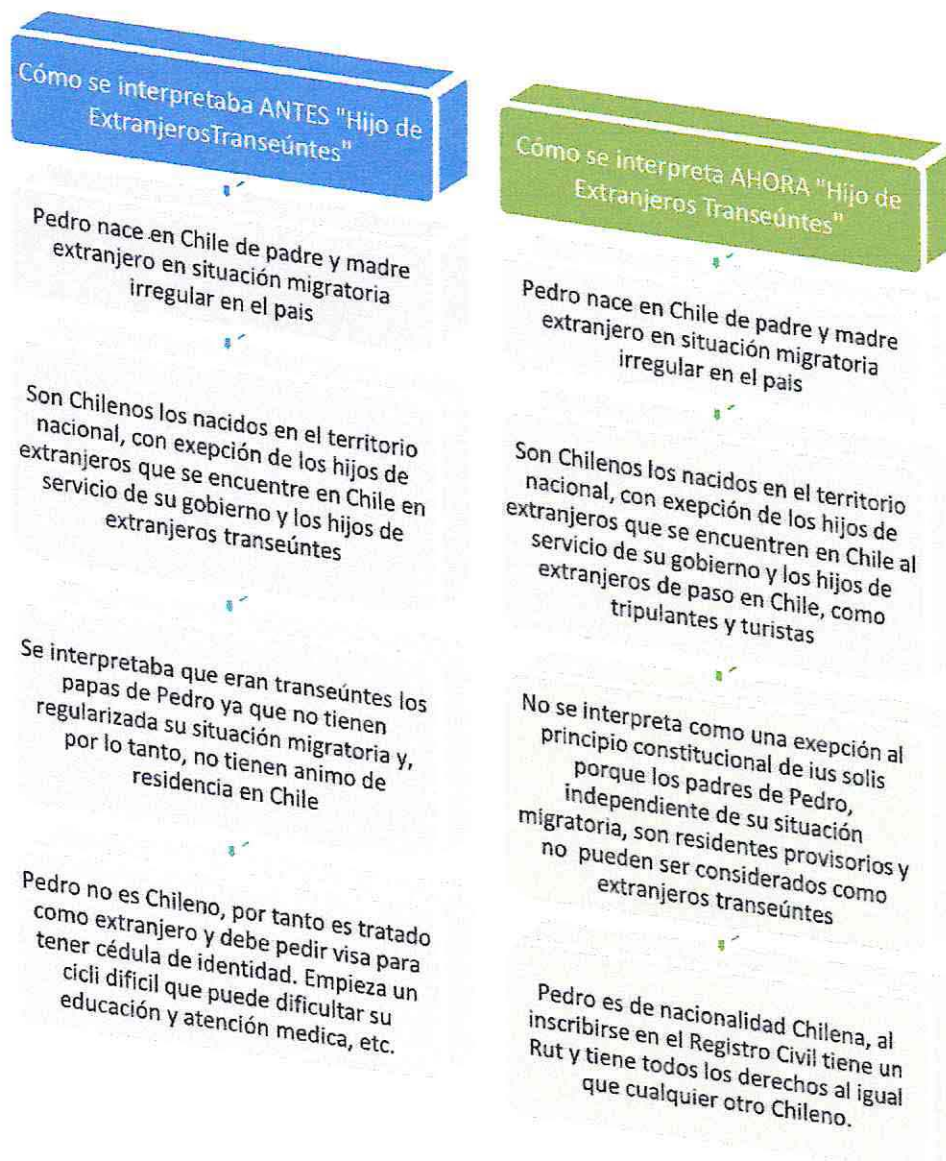 Cómo se interpretaba ANTES "Hijo de
ExtranjerosTranseúntes"
Pedro nace en Chile de padre y madre
extranjero en situación migratoria
irregular en el pais
Son Chilenos los nacidos en el territorio
nacional, con exepción de los hijos de
extranjeros que se encuentre en Chile en
servicio de su gobierno y los hijos de
extranjeros transeúntes
Se interpretaba que eran transeúntes los
papas de Pedro ya que no tienen
regularizada su situación migratoria y,
por lo tanto, no tienen animo de
residencia en Chile
Pedro no es Chileno, por tanto es tratado
como extranjero y debe pedir visa para
tener cédula de identidad. Empieza un
cicli dificil que puede dificultar su
educación y atención medica, etc.
Cómo se interpreta AHORA "Hijo de
Extranjeros Transeúntes"
Pedro nace en Chile de padre y madre
extranjero en situación migratoria
irregular en el pais
Son Chilenos los nacidos en el territorio
nacional, con exepción de los hijos de
extranjeros que se encuentren en Chile al
servicio de su gobierno y los hijos de
extranjeros de paso en Chile, como
tripulantes y turistas
No se interpreta como una exepción al
principio constitucional de ius solis
porque los padres de Pedro,
independiente de su situación
migratoria, son residentes provisorios y
no pueden ser considerados como
extranjeros transeúntes
Pedro es de nacionalidad Chilena, al
inscribirse en el Registro Civil tiene un
Rut y tiene todos los derechos al igual
que cualquier otro Chileno.